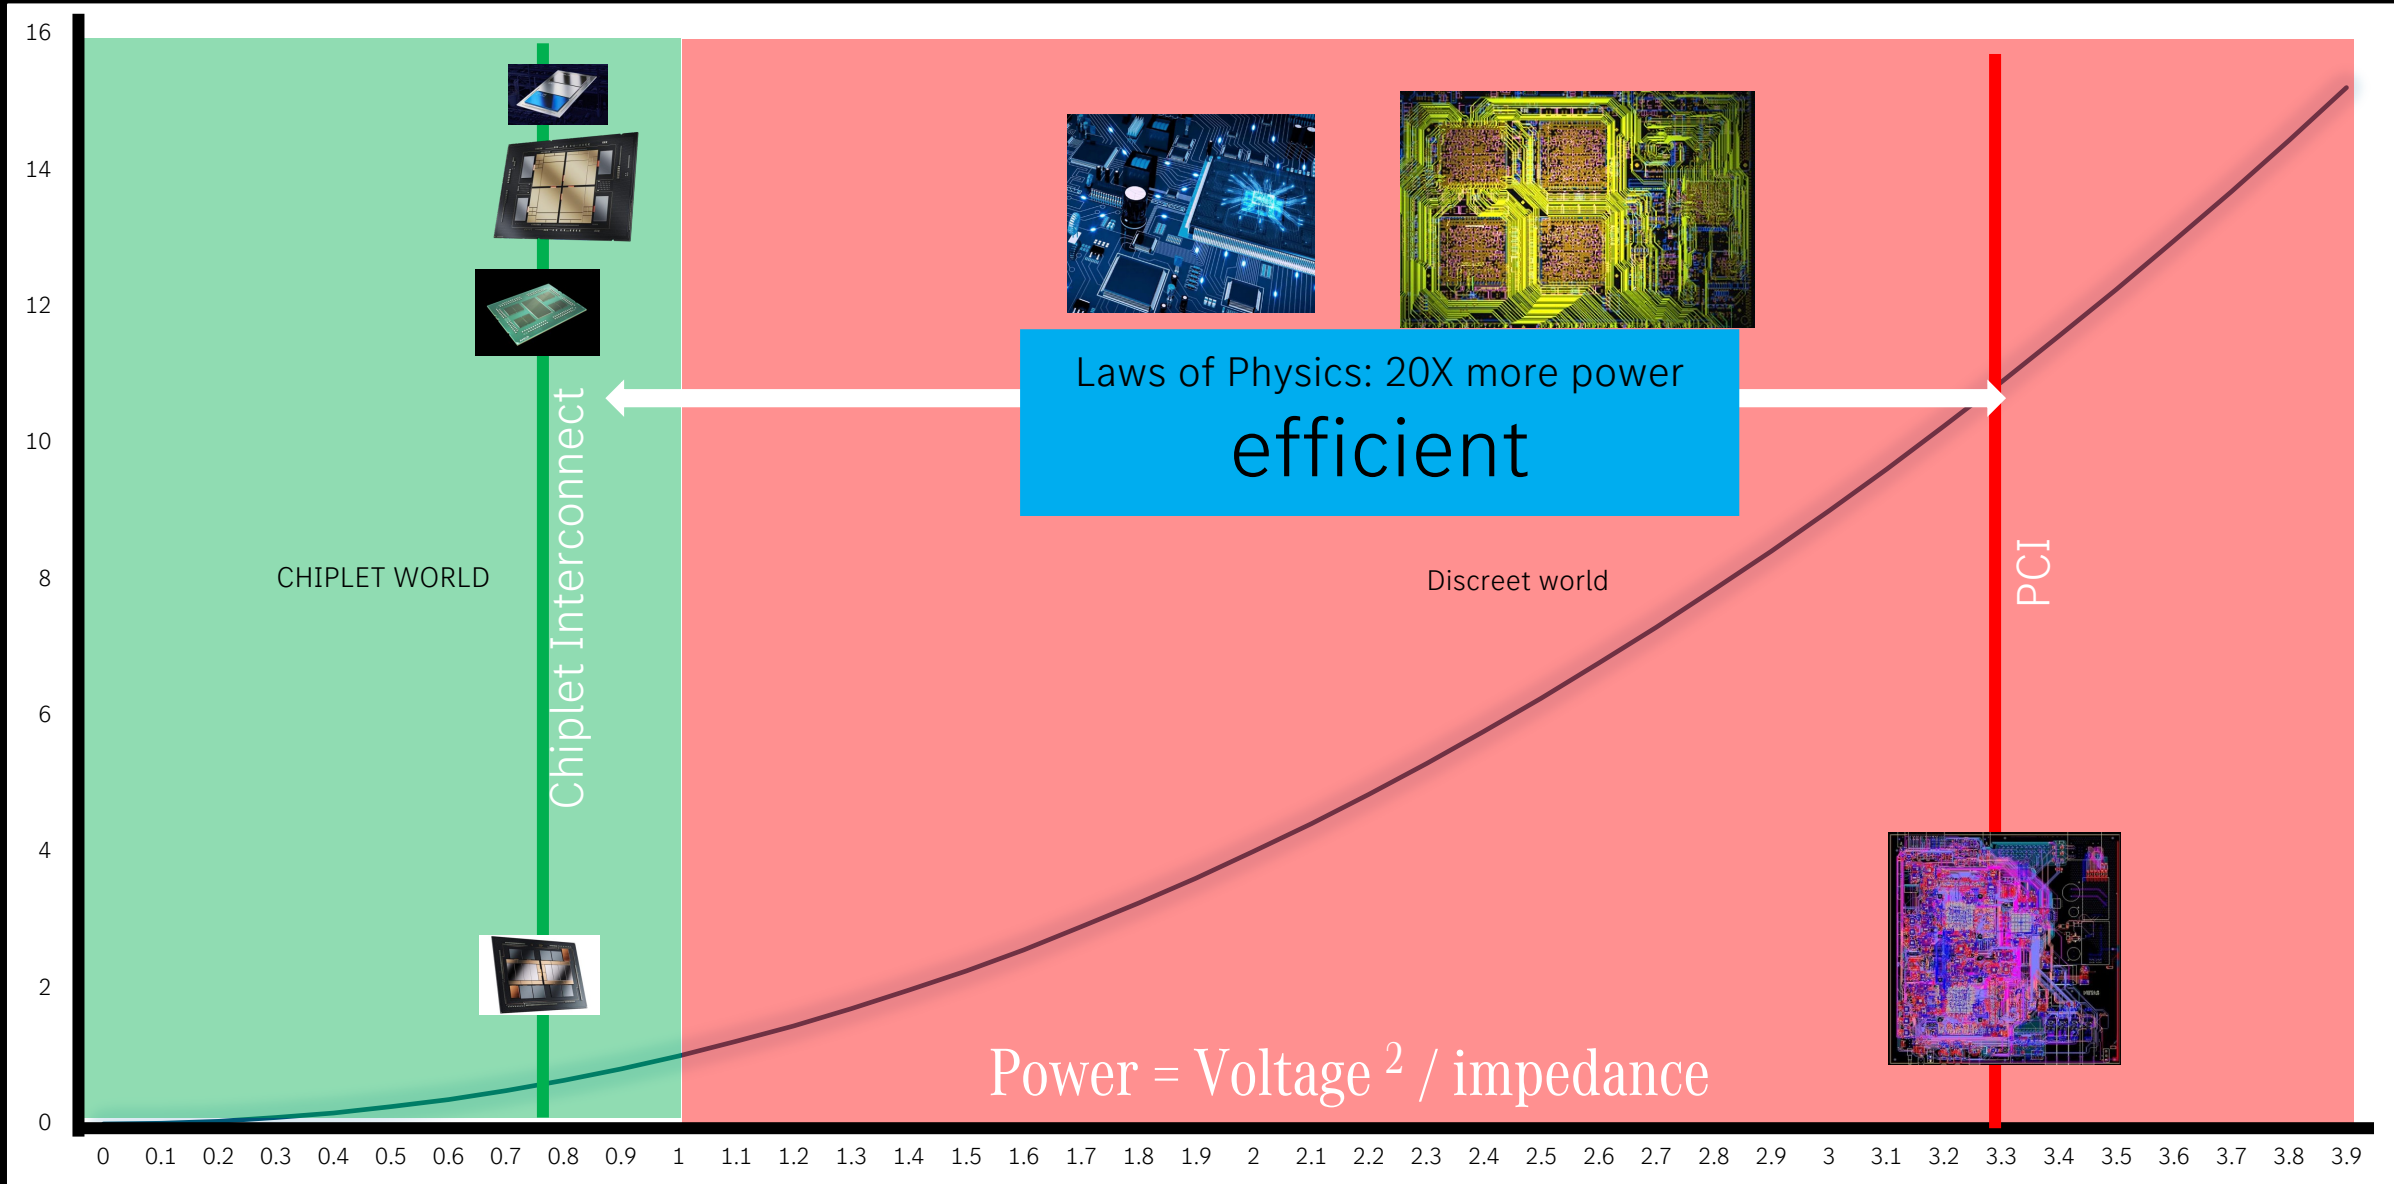 16
14
12
10
8
6
4
2
0
Laws of Physics: 20X more power
efficient
CHIPLET WORLD
Chiplet Interconnect
Discreet world
PCI
Power = Voltage ² / impedance
0 0.1 0.2 0.3 0.4 0.5 0.6 0.7 0.8 0.9 1 1.1 1.2 1.3 1.4 1.5 1.6 1.7 1.8 1.9 2 2.1 2.2 2.3 2.4 2.5 2.6 2.7 2.8 2.9 3 3.1 3.2 3.3 3.4 3.5 3.6 3.7 3.8 3.9